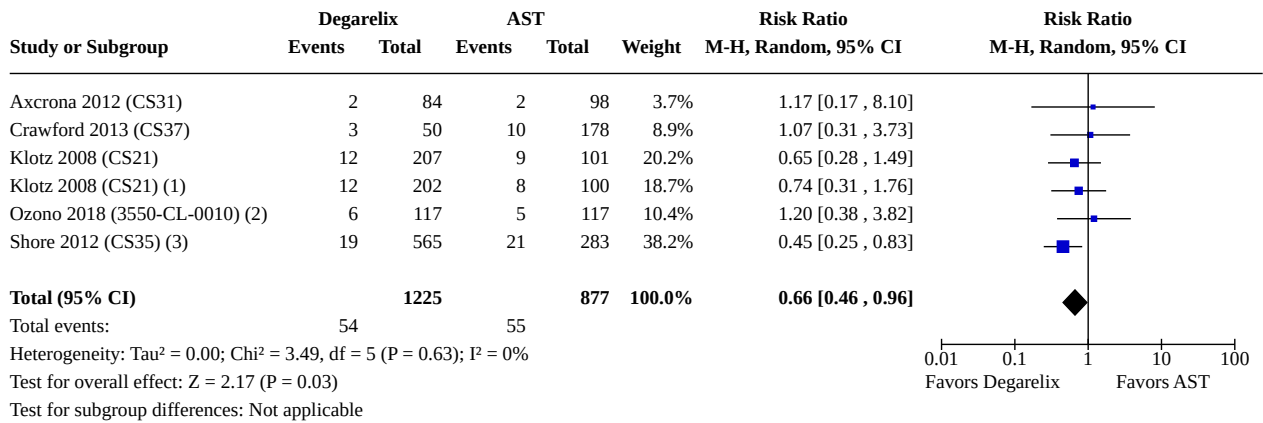 Degarelix AST Risk Ratio Risk Ratio
Study or Subgroup Events Total Events Total Weight M-H, Random, 95% CI M-H, Random, 95% CI
Axcrona 2012 (CS31) 2 84 2 98 3.7% 1.17 [0.17 , 8.10]
Crawford 2013 (CS37) 3 50 10 178 8.9% 1.07 [0.31 , 3.73]
Klotz 2008 (CS21) 12 207 9 101 20.2% 0.65 [0.28 , 1.49]
Klotz 2008 (CS21) (1) 12 202 8 100 18.7% 0.74 [0.31 , 1.76]
Ozono 2018 (3550-CL-0010) (2) 6 117 5 117 10.4% 1.20 [0.38 , 3.82]
Shore 2012 (CS35) (3) 19 565 21 283 38.2% 0.45 [0.25 , 0.83]
Total (95% CI) 1225 877 100.0% 0.66 [0.46 , 0.96]
Total events: 54 55
Heterogeneity: Tau² = 0.00; Chi² = 3.49, df = 5 (P = 0.63); I² = 0%
Test for overall effect: Z = 2.17 (P = 0.03)
Test for subgroup differences: Not applicable
0.01 0.1 1 10 100
Favors Degarelix Favors AST